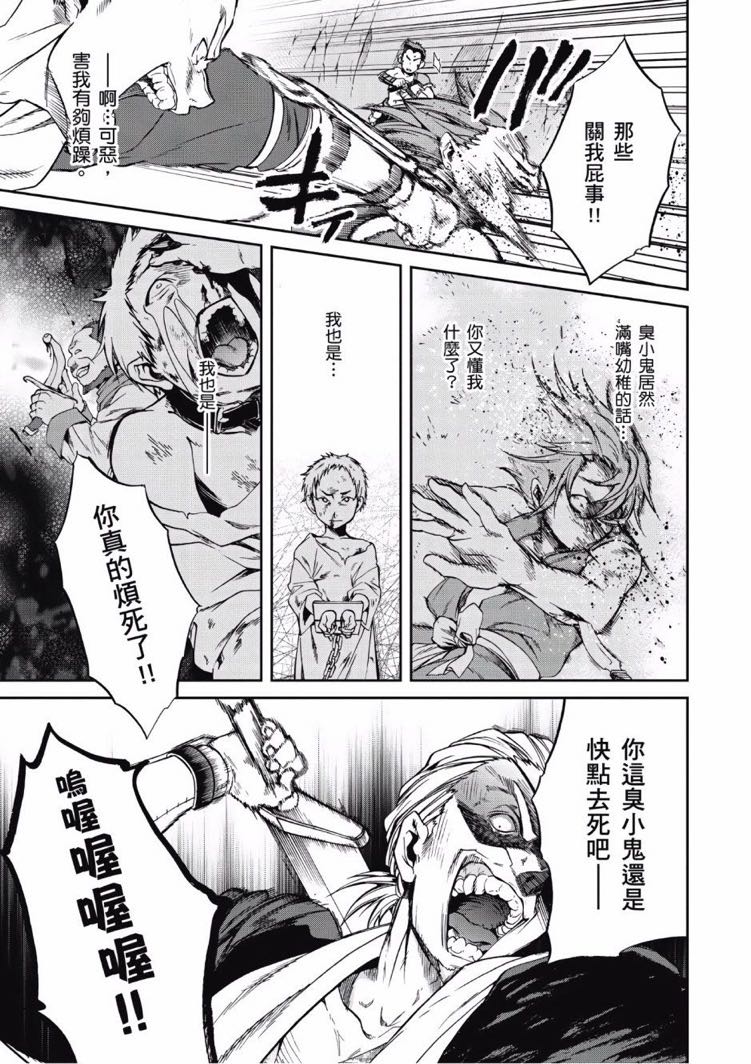 那些
關我屁事!!
——啊…可惡，
害我有夠煩躁。
臭小鬼居然
滿嘴幼稚的話…
你又懂我
什麼了？
我也是…
我也是——
你真的煩死了!!
你這臭小鬼還是
快點去死吧——
嗚喔喔喔喔!!